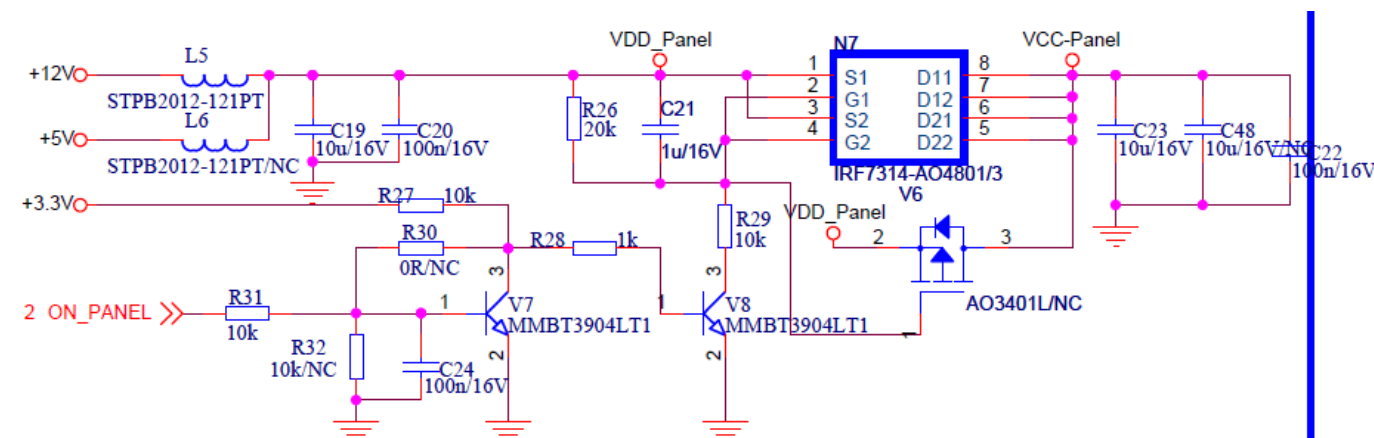 VDD_Panel
N7
VCC-Panel
L5
+12V
1
S1
D11
8
STPB2012-121PT
2
G1
D12
7
L6
R26
20k
C21
1u/16V
3
S2
D21
6
+5V
C19
10u/16V
C20
100n/16V
4
G2
D22
5
C23
10u/16V
C48
10u/16V/NC
C22
100n/16V
STPB2012-121PT/NC
IRF7314-AO4801/3
V6
+3.3V
R27
10k
R29
10k
VDD_Panel
2
3
R30
0R/NC
R28
1k
AO3401L/NC
1
2 ON_PANEL
R31
10k
1
3
V7
MMBT3904LT1
2
1
3
V8
MMBT3904LT1
2
R32
10k/NC
C24
100n/16V